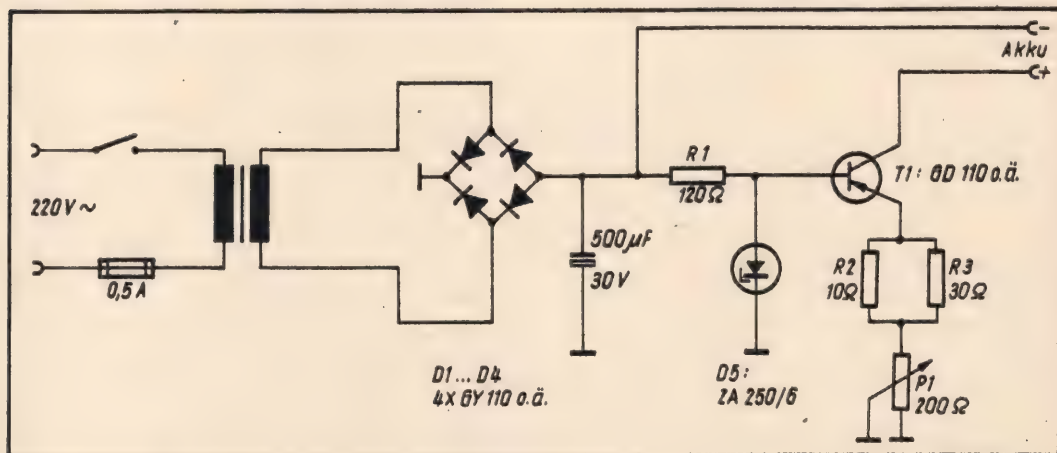 −
Akku
+
R1
120Ω
T1: GD 110 o.ä.
220V~
500µF
30V
R2
10Ω
R3
30Ω
0,5A
D1...D4
4X GY 110 o.ä.
D5:
ZA 250/6
P1
200Ω